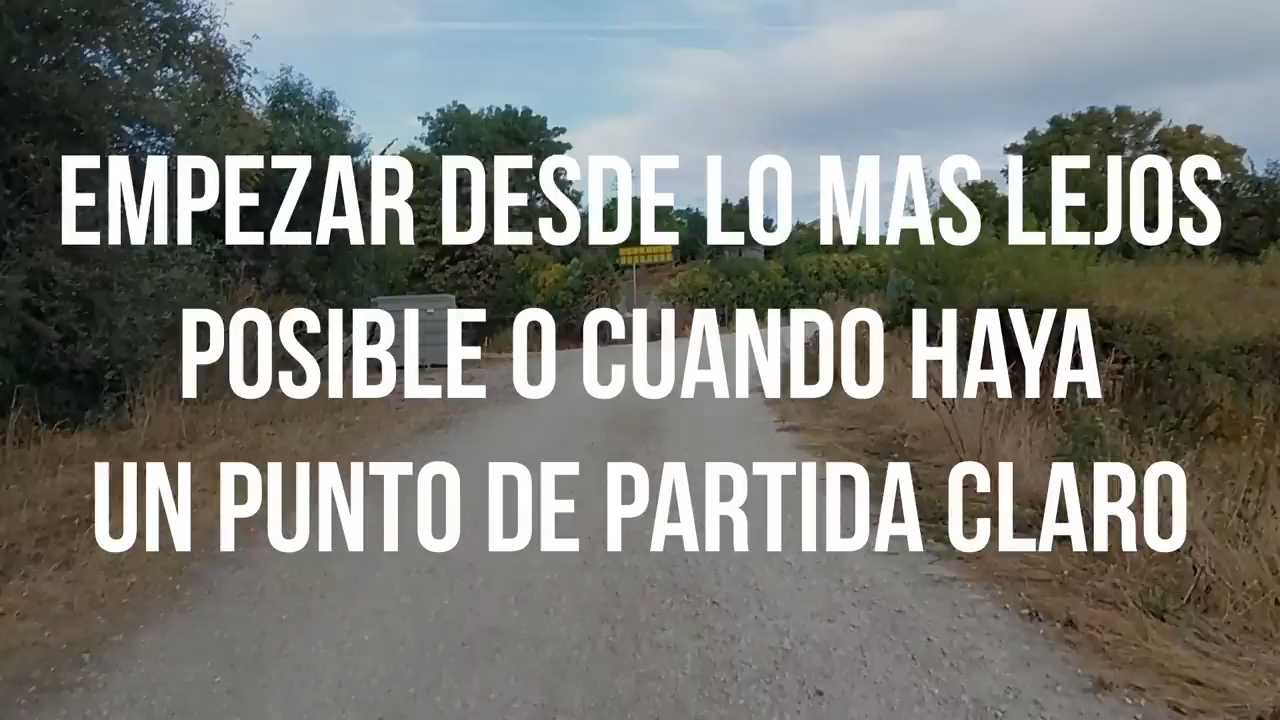 EMPEZAR DESDE LO MAS LEJOS
POSIBLE O CUANDO HAYA
UN PUNTO DE PARTIDA CLARO